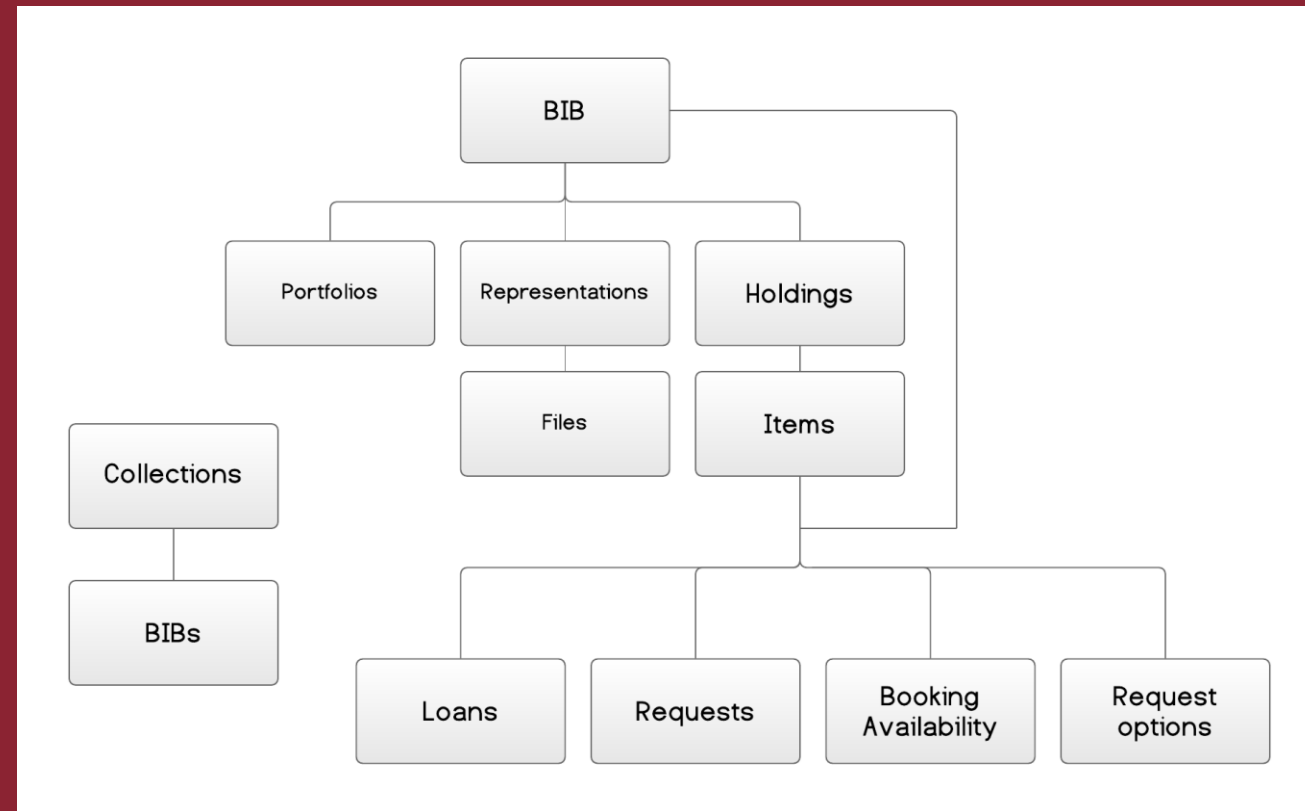 BIB
Portfolios
Representations
Holdings
Files
Items
Collections
BIBs
Loans
Requests
Booking
Availability
Request
options